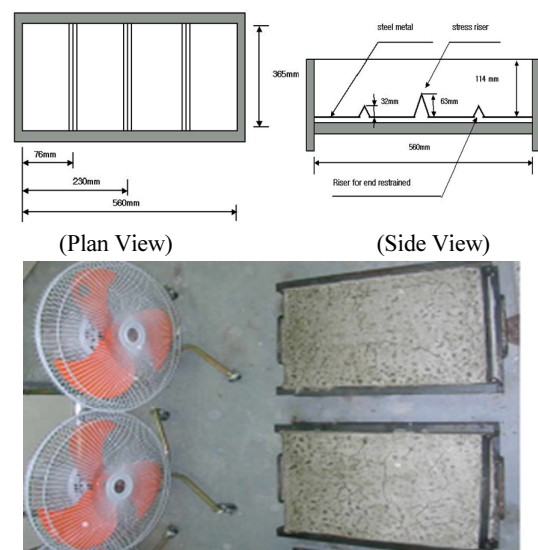 365mm
76mm
230mm
560mm
(Plan View)
steel metal
stress riser
114 mm
32mm
63mm
560mm
Riser for end restrained
(Side View)